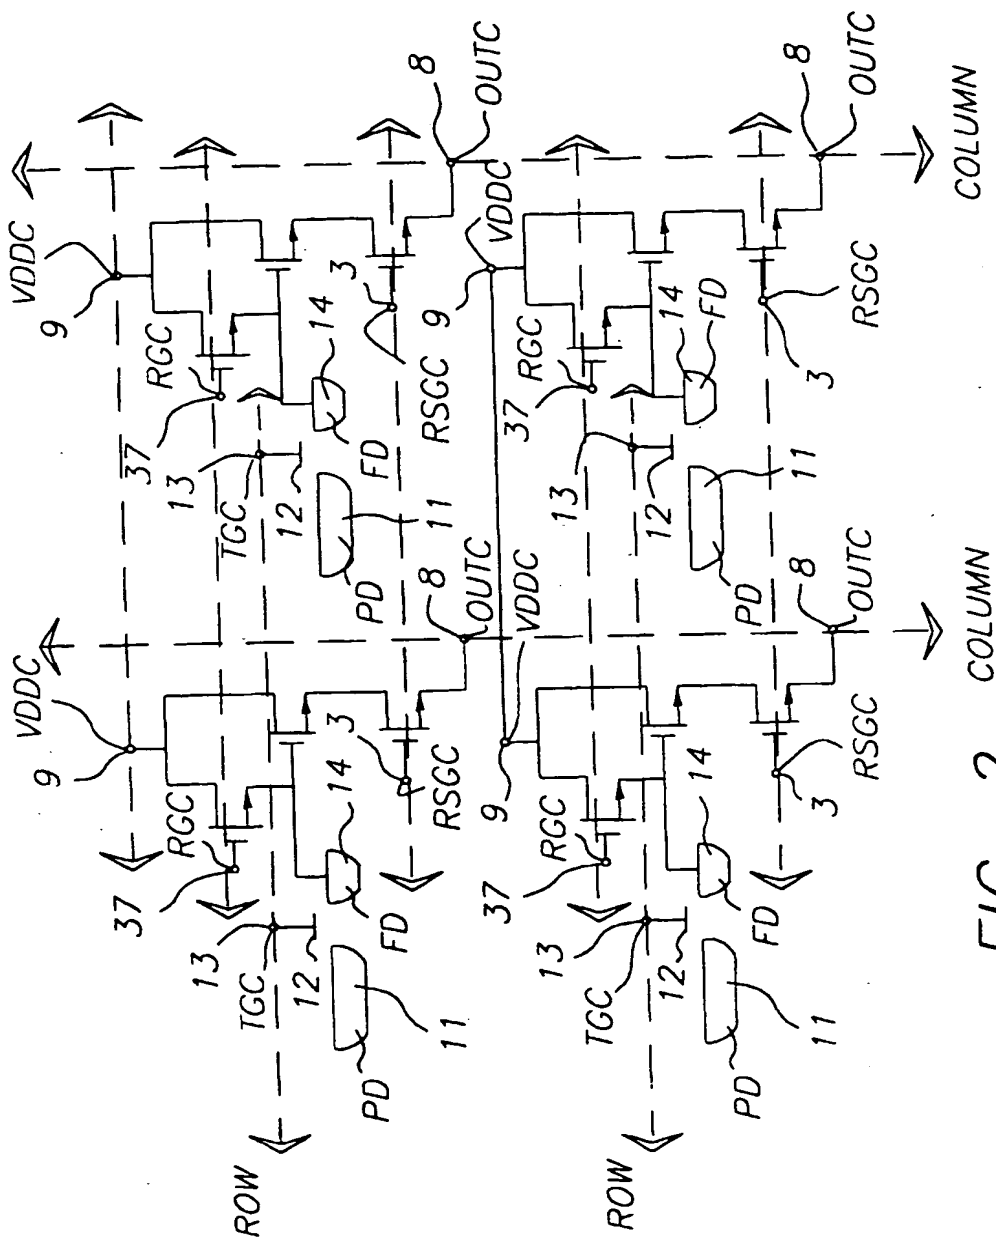 VDDC
VDDC
9
9
37
RGC
37
RGC
13
TGC
13
TGC
ROW
12
14
12
14
PD
FD
3
PD
FD
3
11
RSGC
11
RSGC
8
OUTC
8
OUTC
9
VDDC
9
VDDC
37
RGC
37
RGC
13
TGC
13
ROW
12
14
12
14
FD
PD
FD
PD
11
3
RSGC
11
3
RSGC
8
OUTC
8
OUTC
COLUMN
COLUMN
FIG. 2